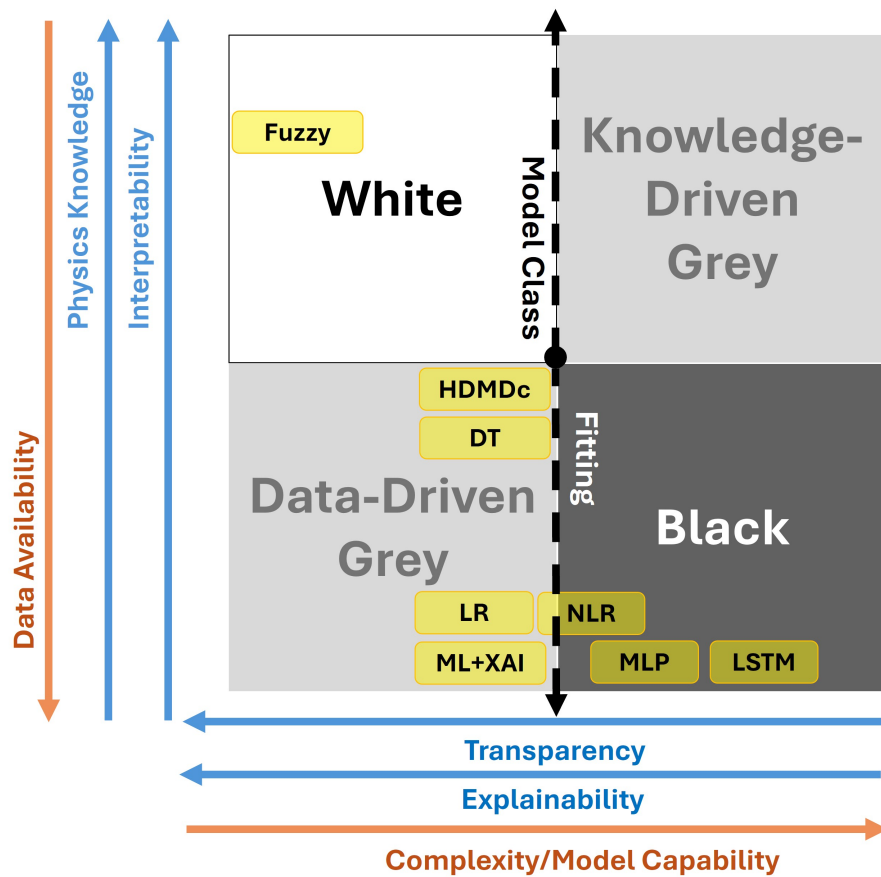 Data Availability
Physics Knowledge
Interpretability
Fuzzy
White
Model Class
Knowledge-
Driven
Grey
HDMDc
DT
Data-Driven
Grey
Fitting
Black
LR
NLR
ML+XAI
MLP
LSTM
Transparency
Explainability
Complexity/Model Capability